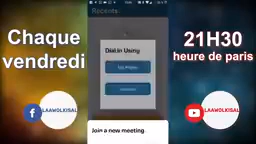 Chaque
vendredi
Recents
Dial in Using
Join a new meeting
21H30
heure de paris
LAAWOLKISAL
LAAWOLKISAL